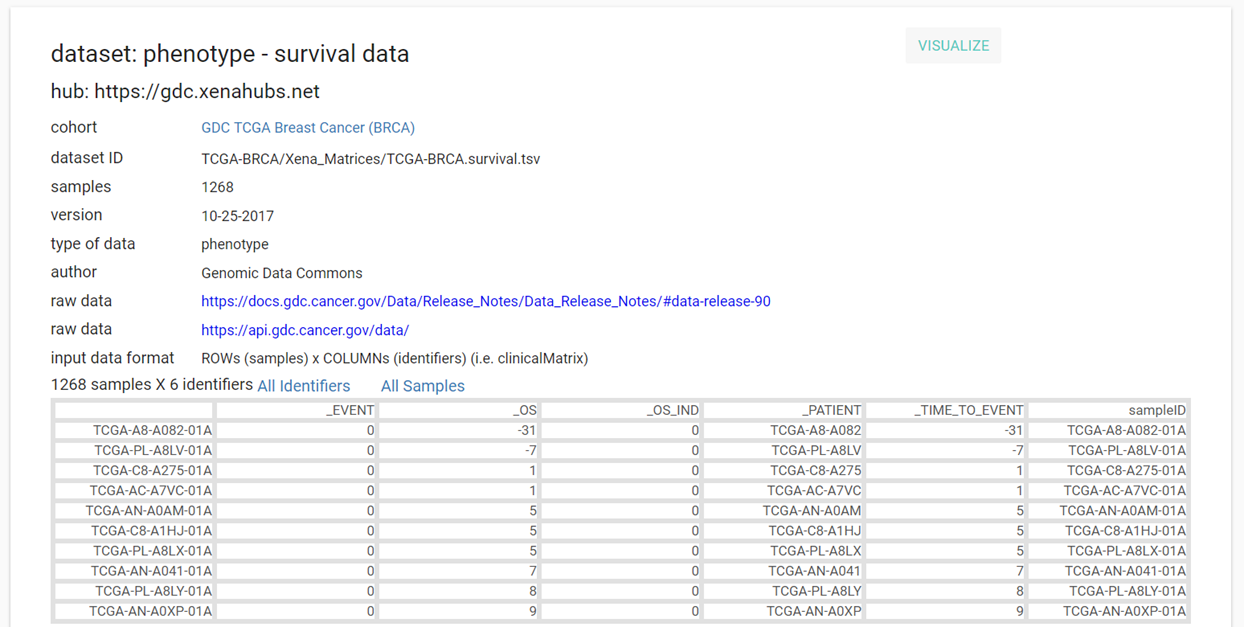 dataset: phenotype - survival data
VISUALIZE
hub: https://gdc.xenahubs.net
cohort GDC TCGA Breast Cancer (BRCA)
dataset ID TCGA-BRCA/Xena_Matrices/TCGA-BRCA.survival.tsv
samples 1268
version 10-25-2017
type of data phenotype
author Genomic Data Commons
raw data https://docs.gdc.cancer.gov/Data/Release_Notes/Data_Release_Notes/#data-release-90
raw data https://api.gdc.cancer.gov/data/
input data format ROWs (samples) x COLUMNs (identifiers) (i.e. clinicalMatrix)
1268 samples X 6 identifiers All Identifiers All Samples
_EVENT _OS _OS_IND _PATIENT _TIME_TO_EVENT sampleID
TCGA-A8-A082-01A 0 -31 0 TCGA-A8-A082 -31 TCGA-A8-A082-01A
TCGA-PL-A8LV-01A 0 -7 0 TCGA-PL-A8LV -7 TCGA-PL-A8LV-01A
TCGA-C8-A275-01A 0 1 0 TCGA-C8-A275 1 TCGA-C8-A275-01A
TCGA-AC-A7VC-01A 0 1 0 TCGA-AC-A7VC 1 TCGA-AC-A7VC-01A
TCGA-AN-A0AM-01A 0 5 0 TCGA-AN-A0AM 5 TCGA-AN-A0AM-01A
TCGA-C8-A1HJ-01A 0 5 0 TCGA-C8-A1HJ 5 TCGA-C8-A1HJ-01A
TCGA-PL-A8LX-01A 0 5 0 TCGA-PL-A8LX 5 TCGA-PL-A8LX-01A
TCGA-AN-A041-01A 0 7 0 TCGA-AN-A041 7 TCGA-AN-A041-01A
TCGA-PL-A8LY-01A 0 8 0 TCGA-PL-A8LY 8 TCGA-PL-A8LY-01A
TCGA-AN-A0XP-01A 0 9 0 TCGA-AN-A0XP 9 TCGA-AN-A0XP-01A